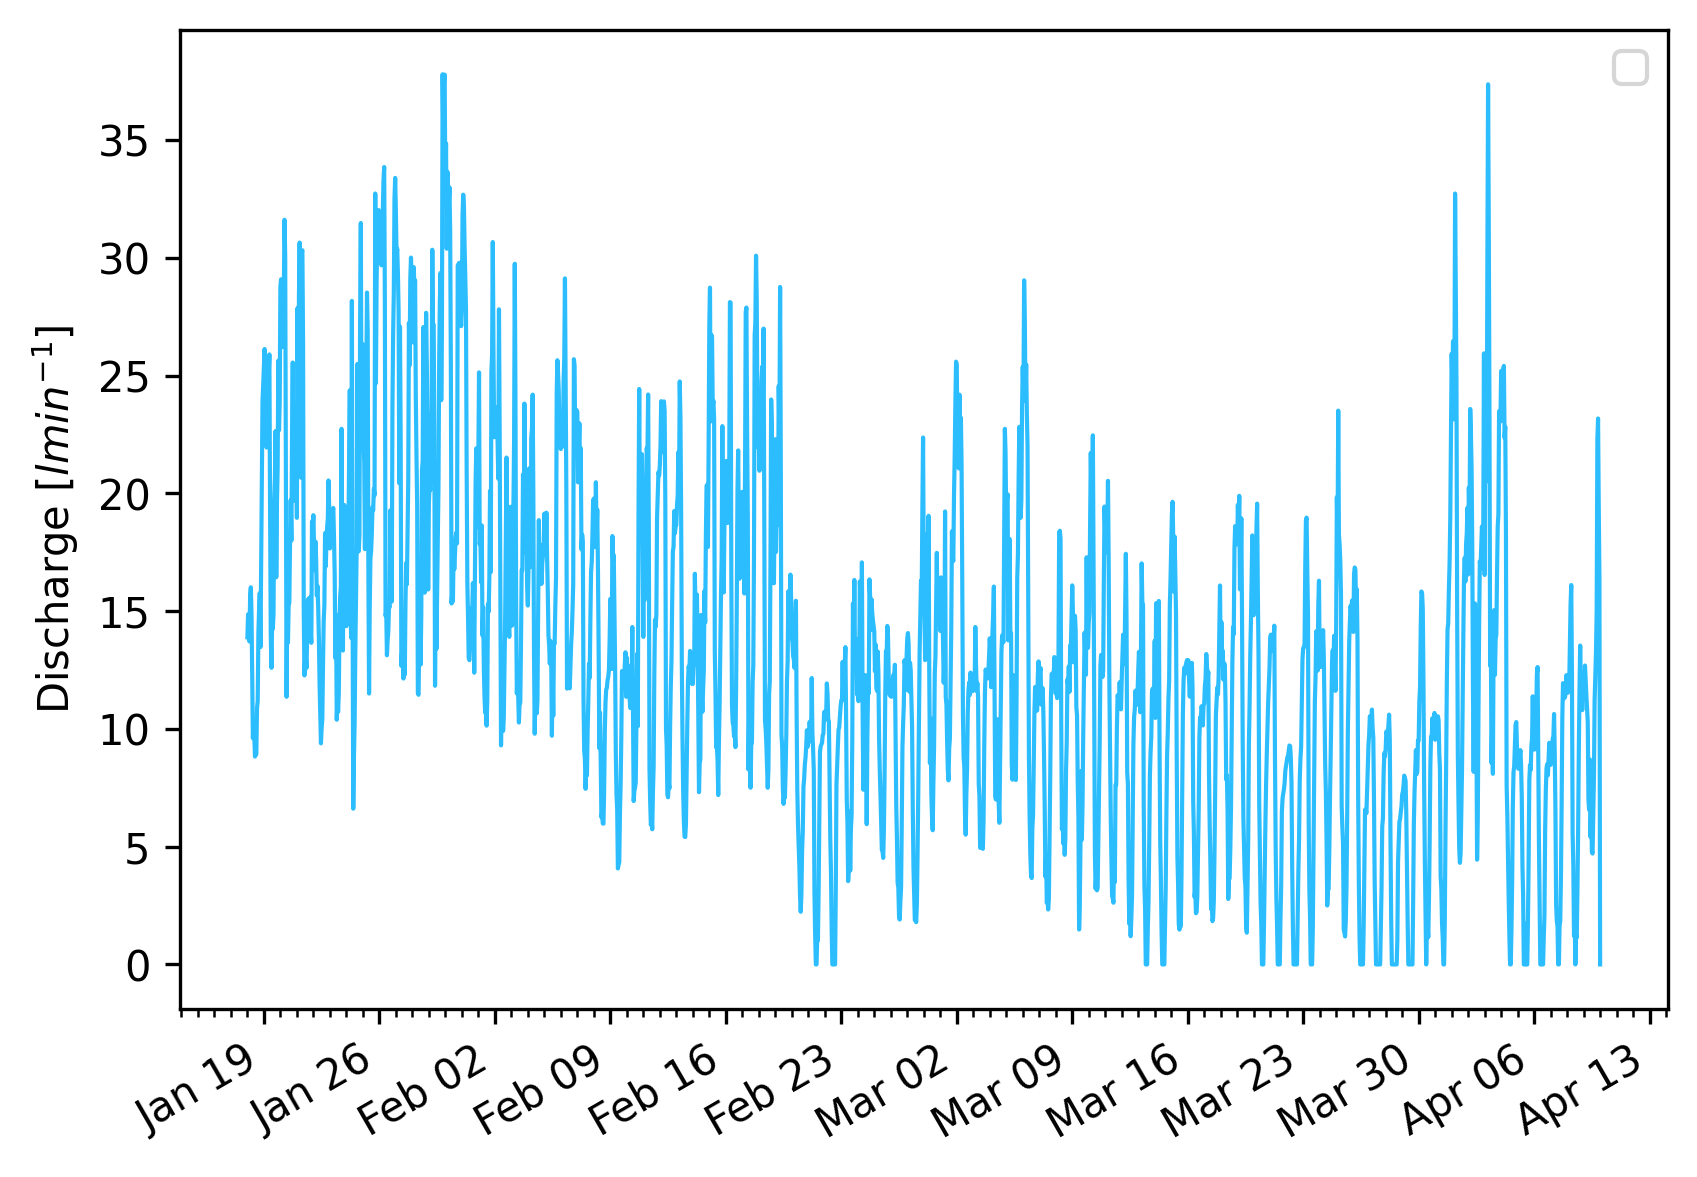 Discharge [lmin⁻¹]
35
30
25
20
15
10
5
0
Jan 19
Jan 26
Feb 02
Feb 09
Feb 16
Feb 23
Mar 02
Mar 09
Mar 16
Mar 23
Mar 30
Apr 06
Apr 13